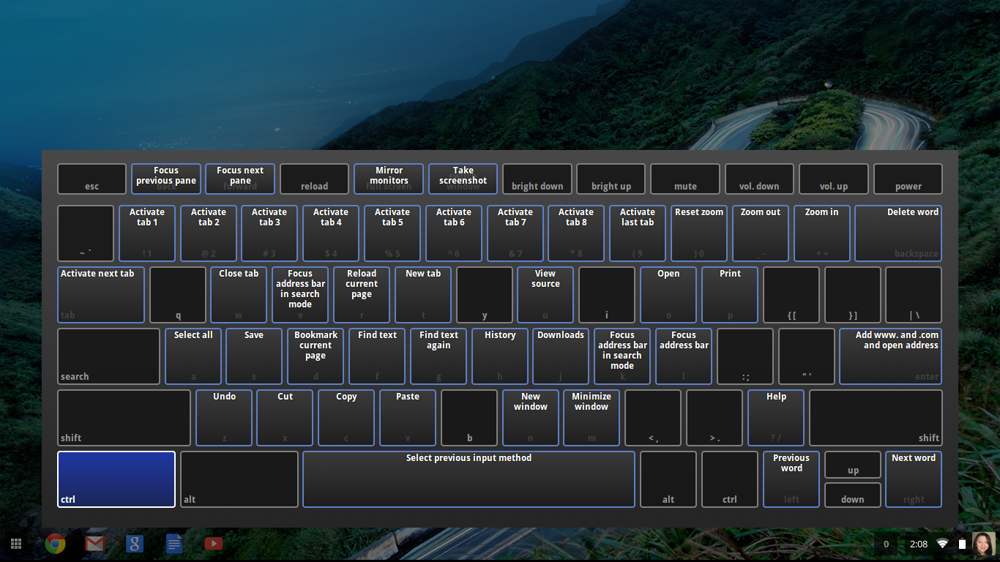 Focus previous pane
Focus next pane
Mirror monitors
Take screenshot
esc back forward reload full screen window bright down bright up mute vol. down vol. up power
Activate tab 1
Activate tab 2
Activate tab 3
Activate tab 4
Activate tab 5
Activate tab 6
Activate tab 7
Activate tab 8
Activate last tab
Reset zoom
Zoom out
Zoom in
Delete word
~ ` ! 1 @ 2 # 3 $ 4 % 5 ^ 6 & 7 * 8 ( 9 ) 0 _ - + = backspace
Activate next tab
Close tab
Focus address bar in search mode
Reload current page
New tab
View source
Open
Print
tab q w e r t y u i o p { [ } ] | \
Select all
Save
Bookmark current page
Find text
Find text again
History
Downloads
Focus address bar in search mode
Focus address bar
Add www. and .com and open address
search a s d f g h j k l : ; " ' enter
Undo
Cut
Copy
Paste
New window
Minimize window
Help
shift z x c v b n m < , > . ? / shift
Select previous input method
Previous word
Next word
ctrl alt alt ctrl left up down right
0 2:08